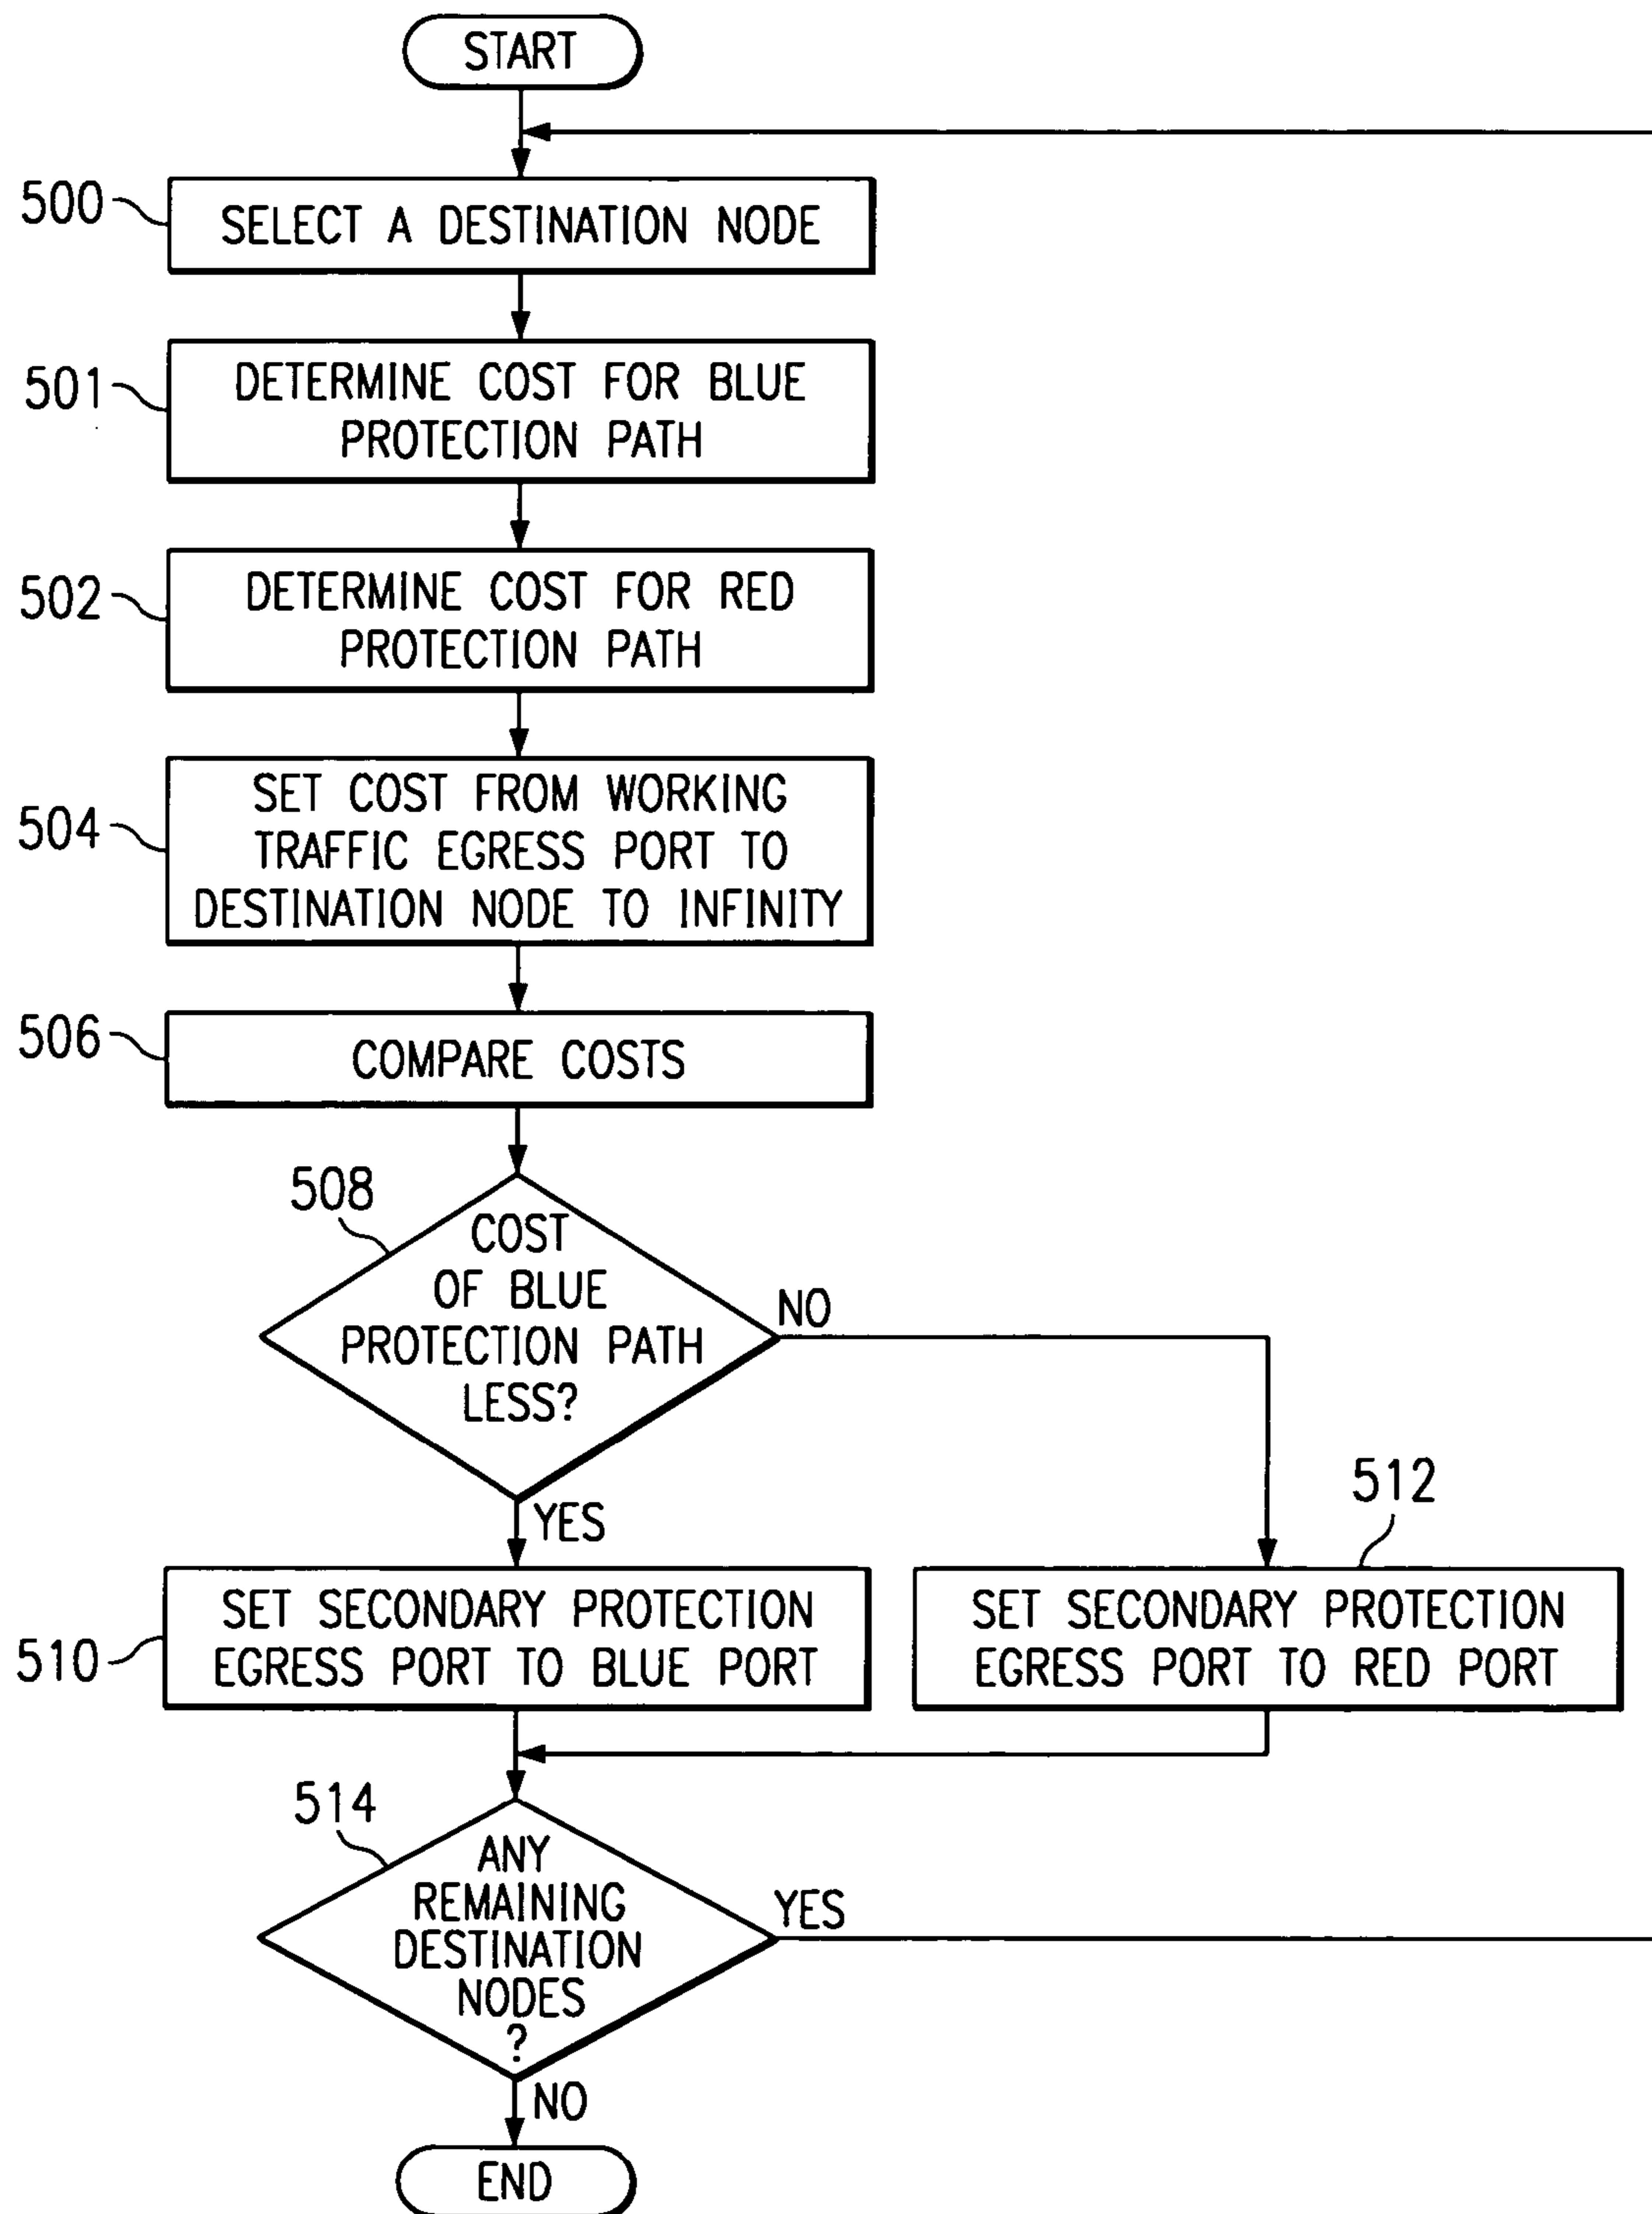 START
500
SELECT A DESTINATION NODE
501
DETERMINE COST FOR BLUE
PROTECTION PATH
502
DETERMINE COST FOR RED
PROTECTION PATH
504
SET COST FROM WORKING
TRAFFIC EGRESS PORT TO
DESTINATION NODE TO INFINITY
506
COMPARE COSTS
508
COST
OF BLUE
PROTECTION PATH
LESS?
NO
YES
512
510
SET SECONDARY PROTECTION
EGRESS PORT TO BLUE PORT
SET SECONDARY PROTECTION
EGRESS PORT TO RED PORT
514
ANY
REMAINING
DESTINATION
NODES
?
YES
NO
END